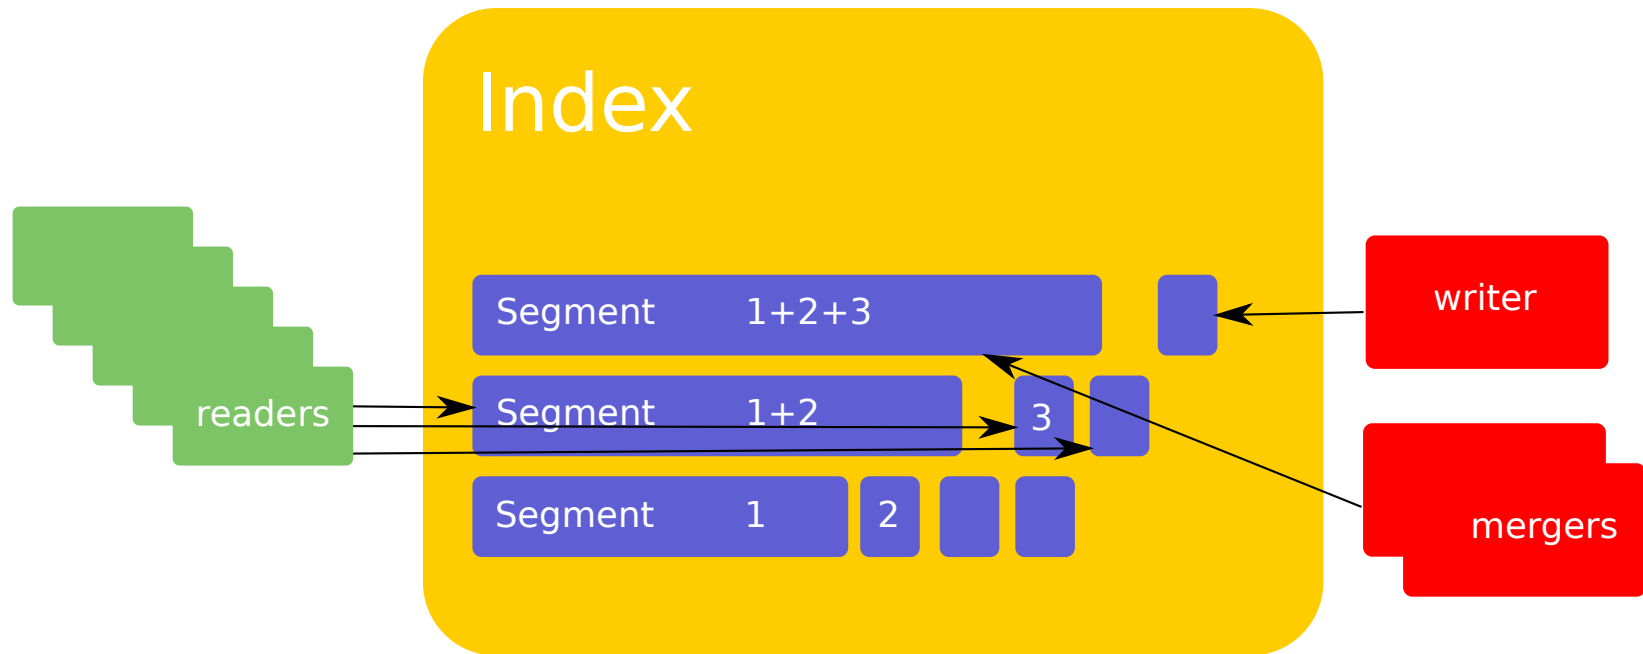 Index
Segment 1+2+3
writer
readers
Segment 1+2
3
Segment 1
2
mergers